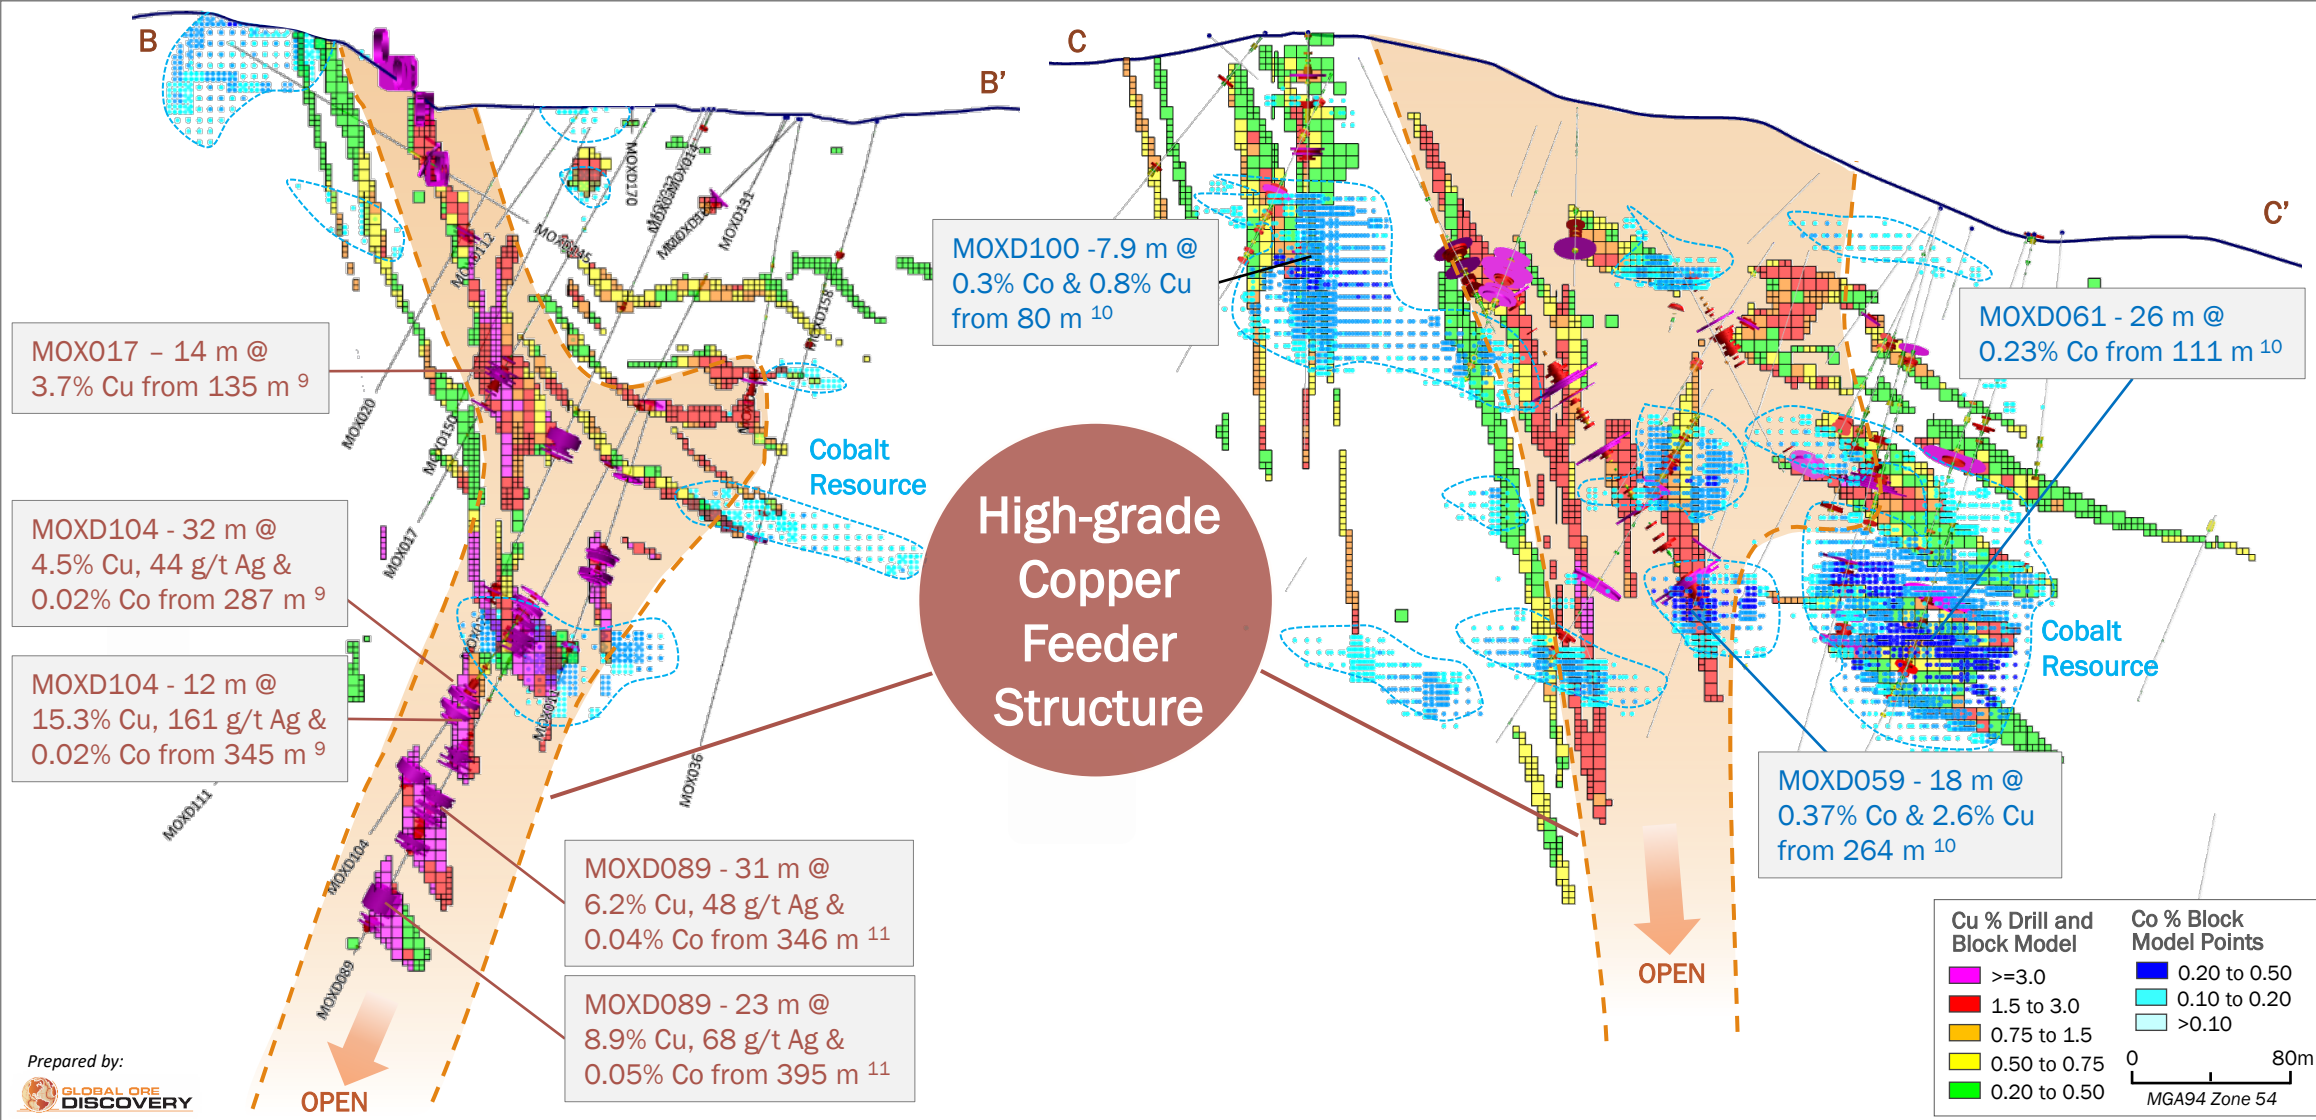 B
B’
C
C’
MOX017 – 14 m @
3.7% Cu from 135 m 9
MOXD104 - 32 m @
4.5% Cu, 44 g/t Ag &
0.02% Co from 287 m 9
MOXD104 - 12 m @
15.3% Cu, 161 g/t Ag &
0.02% Co from 345 m 9
MOXD089 - 31 m @
6.2% Cu, 48 g/t Ag &
0.04% Co from 346 m 11
MOXD089 - 23 m @
8.9% Cu, 68 g/t Ag &
0.05% Co from 395 m 11
MOXD170
MOX014
MOXD131
MOXD158
MOX020
MOXD150
MOX017
MOX036
MOXD111
MOXD104
MOXD089
Cobalt
Resource
OPEN
High-grade
Copper
Feeder
Structure
MOXD100 -7.9 m @
0.3% Co & 0.8% Cu
from 80 m 10
MOXD061 - 26 m @
0.23% Co from 111 m 10
MOXD059 - 18 m @
0.37% Co & 2.6% Cu
from 264 m 10
Cobalt
Resource
OPEN
Cu % Drill and
Block Model
>=3.0
1.5 to 3.0
0.75 to 1.5
0.50 to 0.75
0.20 to 0.50
Co % Block
Model Points
0.20 to 0.50
0.10 to 0.20
>0.10
0 80m
MGA94 Zone 54
Prepared by:
GLOBAL ORE
DISCOVERY